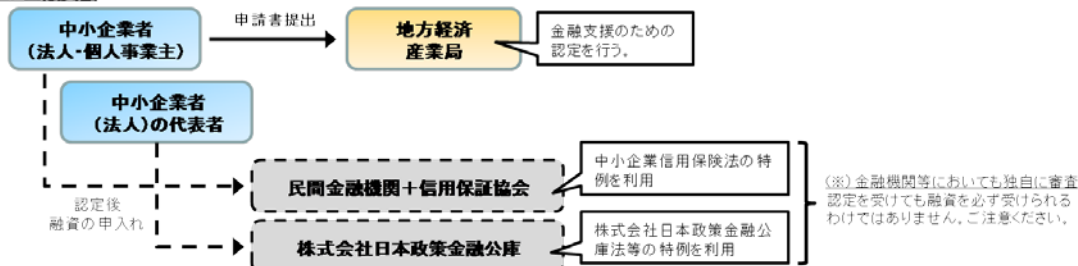 中小企業者
(法人・個人事業主)
申請書提出
地方経済
産業局
金融支援のための
認定を行う。
中小企業者
(法人)の代表者
民間金融機関+信用保証協会
中小企業信用保険法の特
例を利用
認定後
融資の申入れ
株式会社日本政策金融公庫
株式会社日本政策金融公
庫法等の特例を利用
(※)金融機関等においても独自に審査
認定を受けても融資を必ず受けられる
わけではありません。ご注意ください。